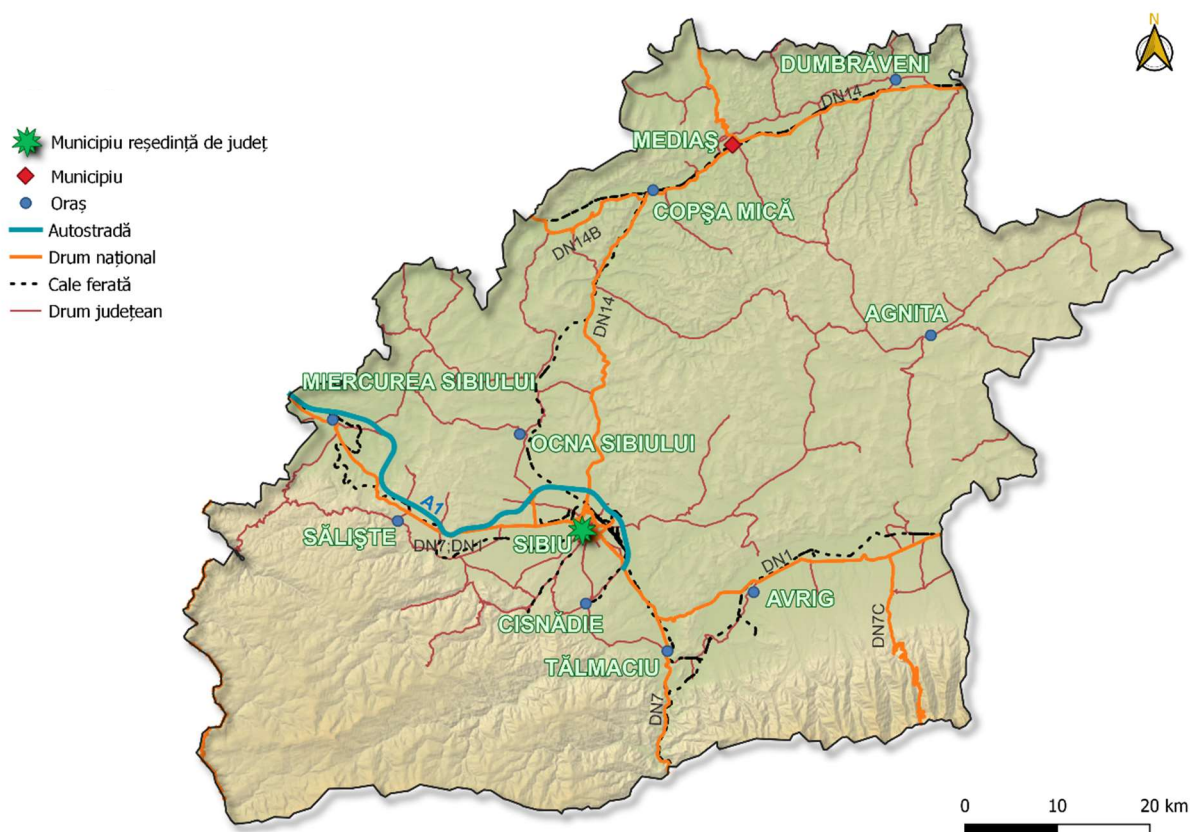 N
DUMBRĂVENI
DN14
MEDIAŞ
Municipiu reședință de județ
Municipiu
Oraș
Autostradă
Drum național
Cale ferată
Drum județean
COPŞA MICĂ
DN14B
DN14
AGNITA
MIERCUREA SIBIULUI
OCNA SIBIULUI
A1
SĂLIŞTE
DN7;DN1
SIBIU
DN1
AVRIG
CISNĂDIE
DN7C
TĂLMACIU
DN7
0 10 20 km